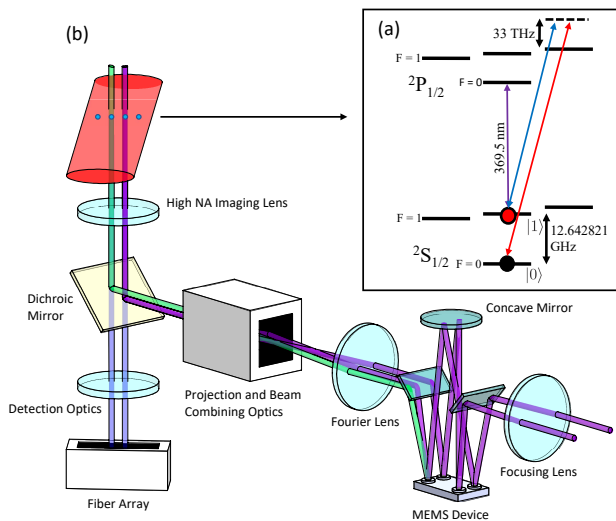 (b)
(a)
33 THz
F = 1
²P₁/₂
F = 0
369.5 nm
F = 1
|1⟩
12.642821
GHz
²S₁/₂
F = 0
|0⟩
High NA Imaging Lens
Dichroic
Mirror
Concave Mirror
Projection and Beam
Combining Optics
Fourier Lens
Detection Optics
Focusing Lens
Fiber Array
MEMS Device